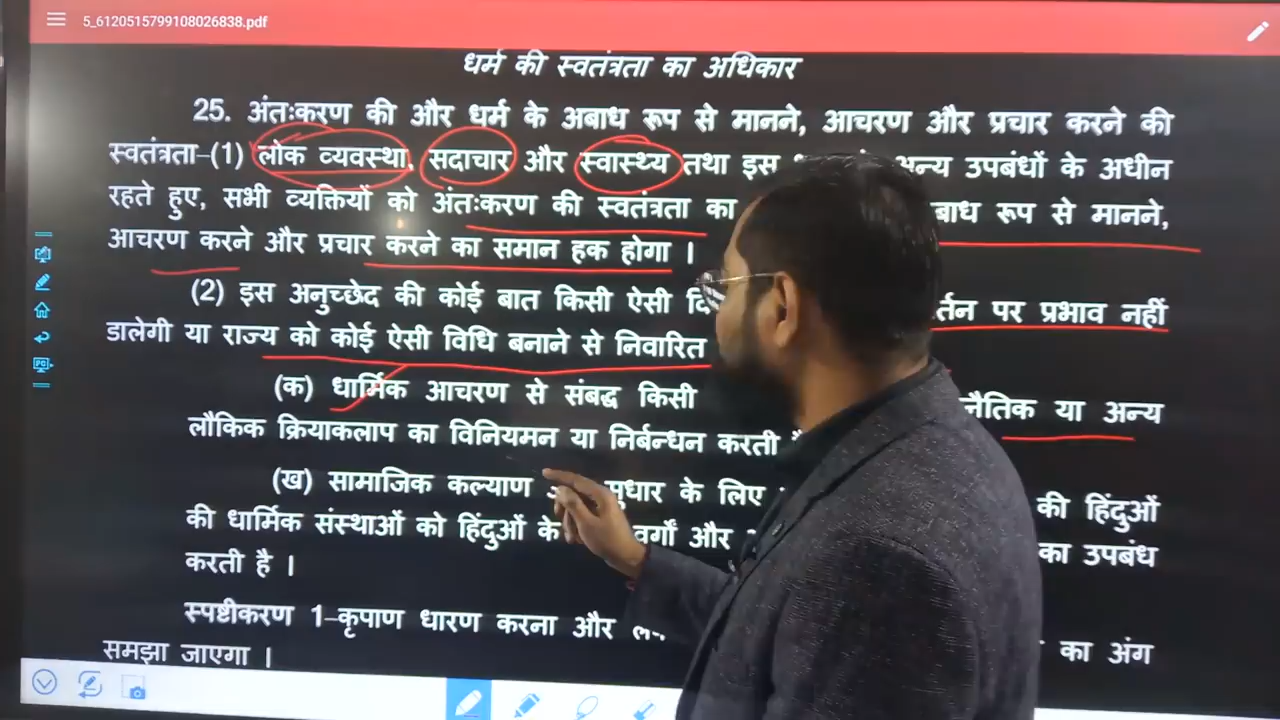 5_6120515799108026838.pdf
धर्म की स्वतंत्रता का अधिकार
25. अंतःकरण की और धर्म के अबाध रूप से मानने, आचरण और प्रचार करने की
स्वतंत्रता–(1) लोक व्यवस्था, सदाचार और स्वास्थ्य तथा इस अन्य उपबंधों के अधीन
रहते हुए, सभी व्यक्तियों को अंतःकरण की स्वतंत्रता का बाध रूप से मानने,
आचरण करने और प्रचार करने का समान हक होगा ।
(2) इस अनुच्छेद की कोई बात किसी ऐसी र्तन पर प्रभाव नहीं
डालेगी या राज्य को कोई ऐसी विधि बनाने से निवारित
(क) धार्मिक आचरण से संबद्ध किसी नैतिक या अन्य
लौकिक क्रियाकलाप का विनियमन या निर्बन्धन करती
(ख) सामाजिक कल्याण सुधार के लिए की हिंदुओं
की धार्मिक संस्थाओं को हिंदुओं के वर्गों और का उपबंध
करती है ।
स्पष्टीकरण 1–कृपाण धारण करना और का अंग
समझा जाएगा ।